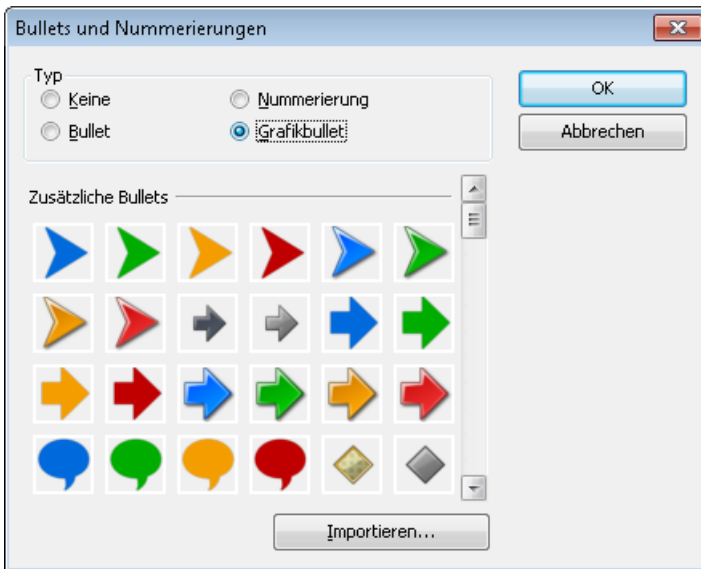 Bullets und Nummerierungen
Typ
Keine
Nummerierung
Bullet
Grafikbullet
OK
Abbrechen
Zusätzliche Bullets
Importieren...